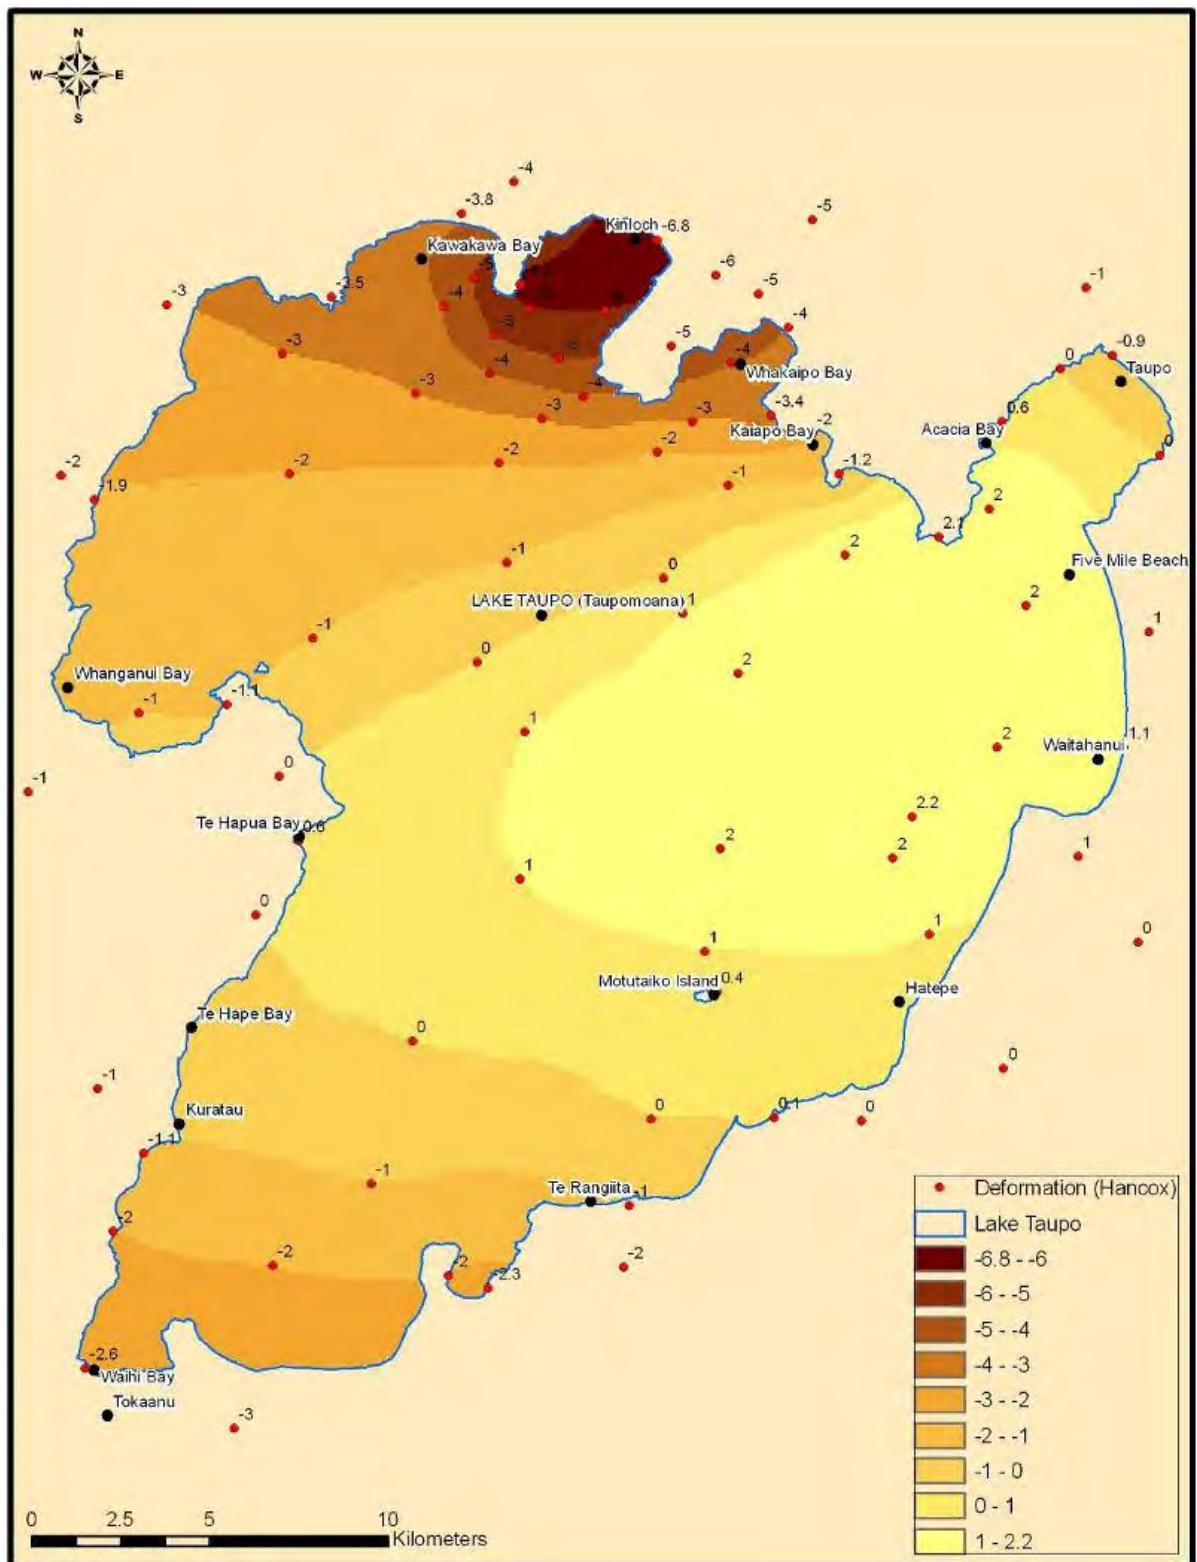 N
W E
S
-4
-3.8
-5
Kinloch -6.8
Kawakawa Bay
-6
-5
-5
-1
-3.5
-3
-4
-4
-5
-5
-0.9
0
Taupo
-3
-4
-4
Whakaipo Bay
-3
-4
-3
-3
-3.4
0.6
Kaiapo Bay
-2
Acacia Bay
-2
-2
0
-2
-2
-1
-1.2
-1.9
2
2.1
-1
2
0
Five Mile Beach
LAKE TAUPO (Taupomoana)
1
2
1
-1
0
2
Whanganui Bay
-1.1
-1
1
2
1.1
Waitahanui
0
-1
2.2
Te Hapua Bay
0.6
2
2
1
1
0
1
0
1
Motutaiko Island
0.4
Hatepe
Te Hape Bay
0
0
-1
0
0.1
0
Kuratau
-1.1
-1
Te Rangiita
-1
-2
-2
-2
-2.3
-2
-2.6
Waihi Bay
Tokaanu
-3
Deformation (Hancox)
Lake Taupo
-6.8 - -6
-6 - -5
-5 - -4
-4 - -3
-3 - -2
-2 - -1
-1 - 0
0 - 1
1 - 2.2
0 2.5 5 10
Kilometers